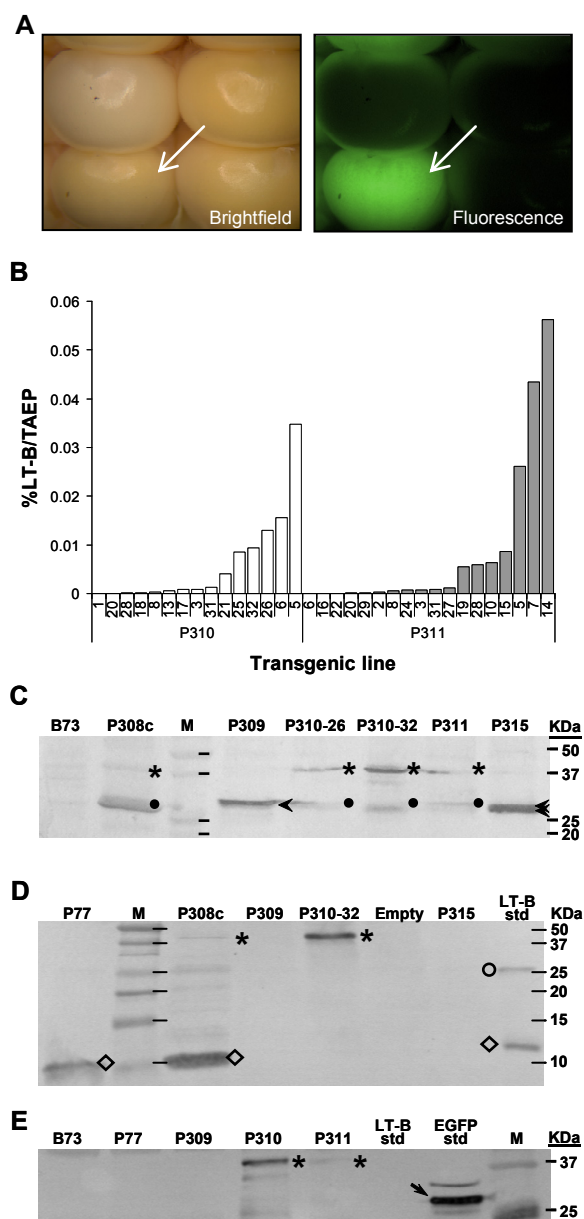 A
Brightfield
Fluorescence
B
%LT-B/TAEP
0.06
0.05
0.04
0.03
0.02
0.01
0
1 20 28 18 8 13 17 3 31 21 25 32 26 6 5 6 16 22 20 29 2 8 24 3 31 27 19 28 10 15 5 7 14
P310 P311
Transgenic line
C
B73 P308c M P309 P310-26 P310-32 P311 P315 KDa
50
* * * * 37
25
20
D
P77 M P308c P309 P310-32 Empty P315 LT-B std KDa
50
* * 37
25
20
15
10
E
B73 P77 P309 P310 P311 LT-B std EGFP std M KDa
* * 37
25